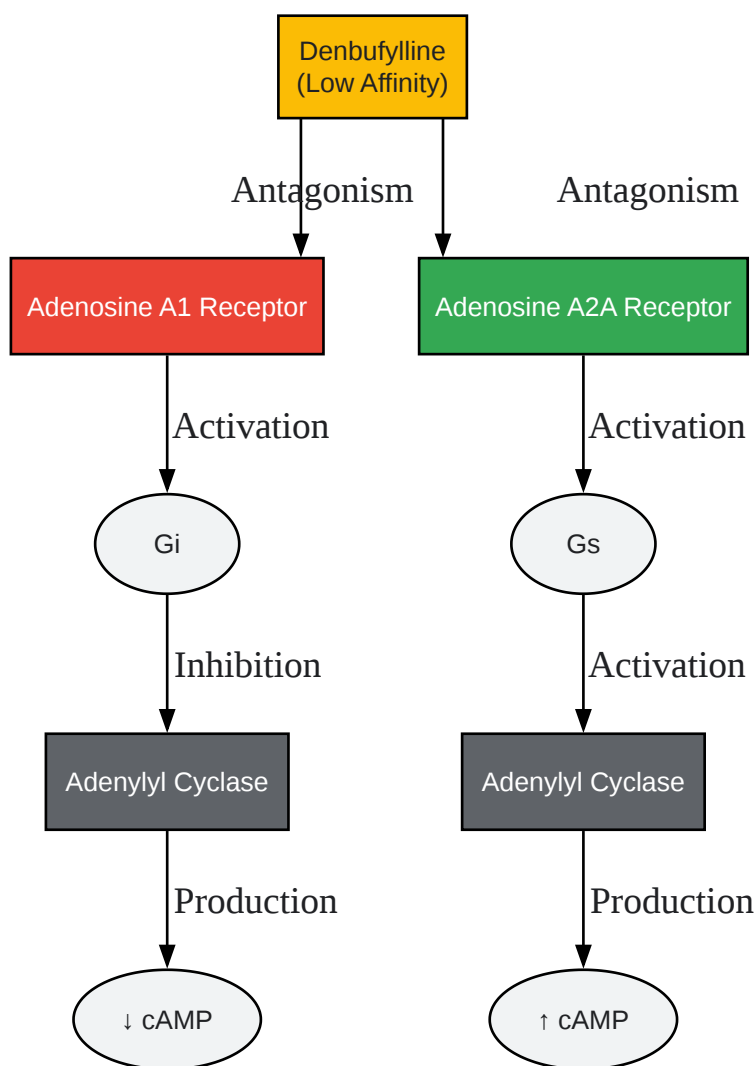 Denbufylline
(Low Affinity)
Antagonism
Antagonism
Adenosine A1 Receptor
Adenosine A2A Receptor
Activation
Activation
Gi
Gs
Inhibition
Activation
Adenylyl Cyclase
Adenylyl Cyclase
Production
Production
↓ cAMP
↑ cAMP